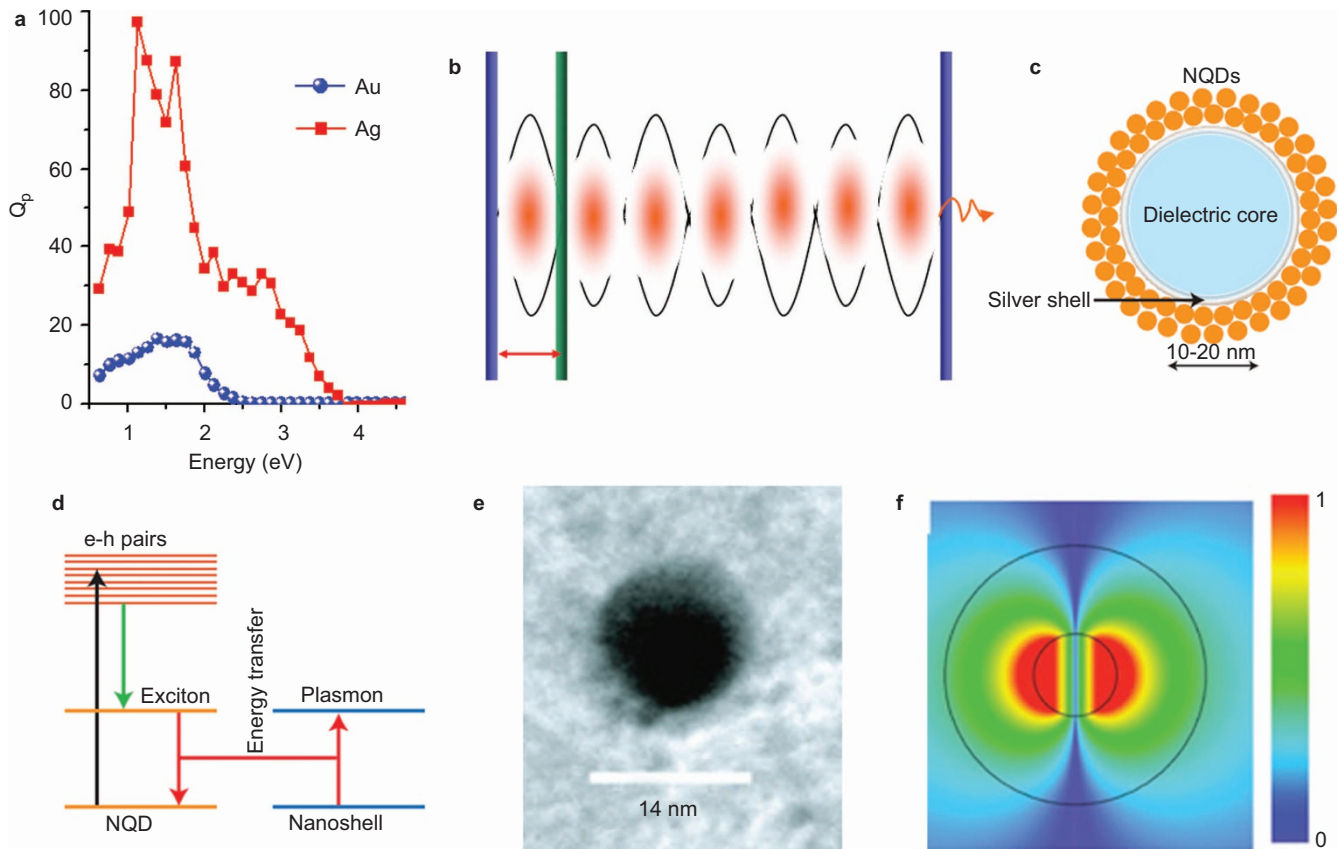 a
100
80
60
40
20
0
Qp
1
2
3
4
Energy (eV)
Au
Ag
b
c
NQDs
Dielectric core
Silver shell
10-20 nm
d
e-h pairs
Exciton
Energy transfer
Plasmon
NQD
Nanoshell
e
14 nm
f
1
0